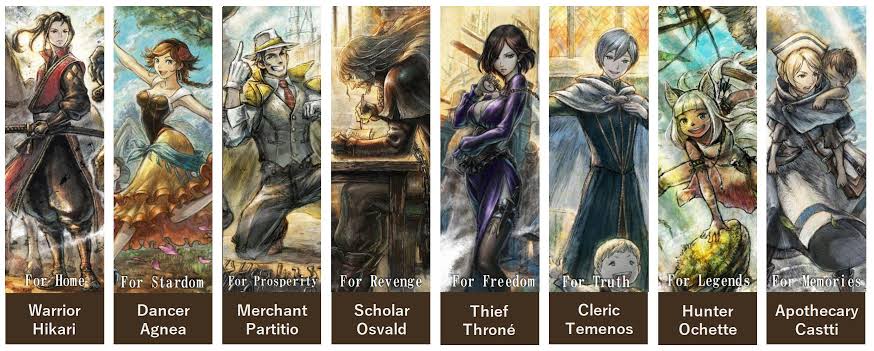 For Home
Warrior
Hikari
For Stardom
Dancer
Agnea
For Prosperity
Merchant
Partitio
For Revenge
Scholar
Osvald
For Freedom
Thief
Throné
For Truth
Cleric
Temenos
For Legends
Hunter
Ochette
For Memories
Apothecary
Castti